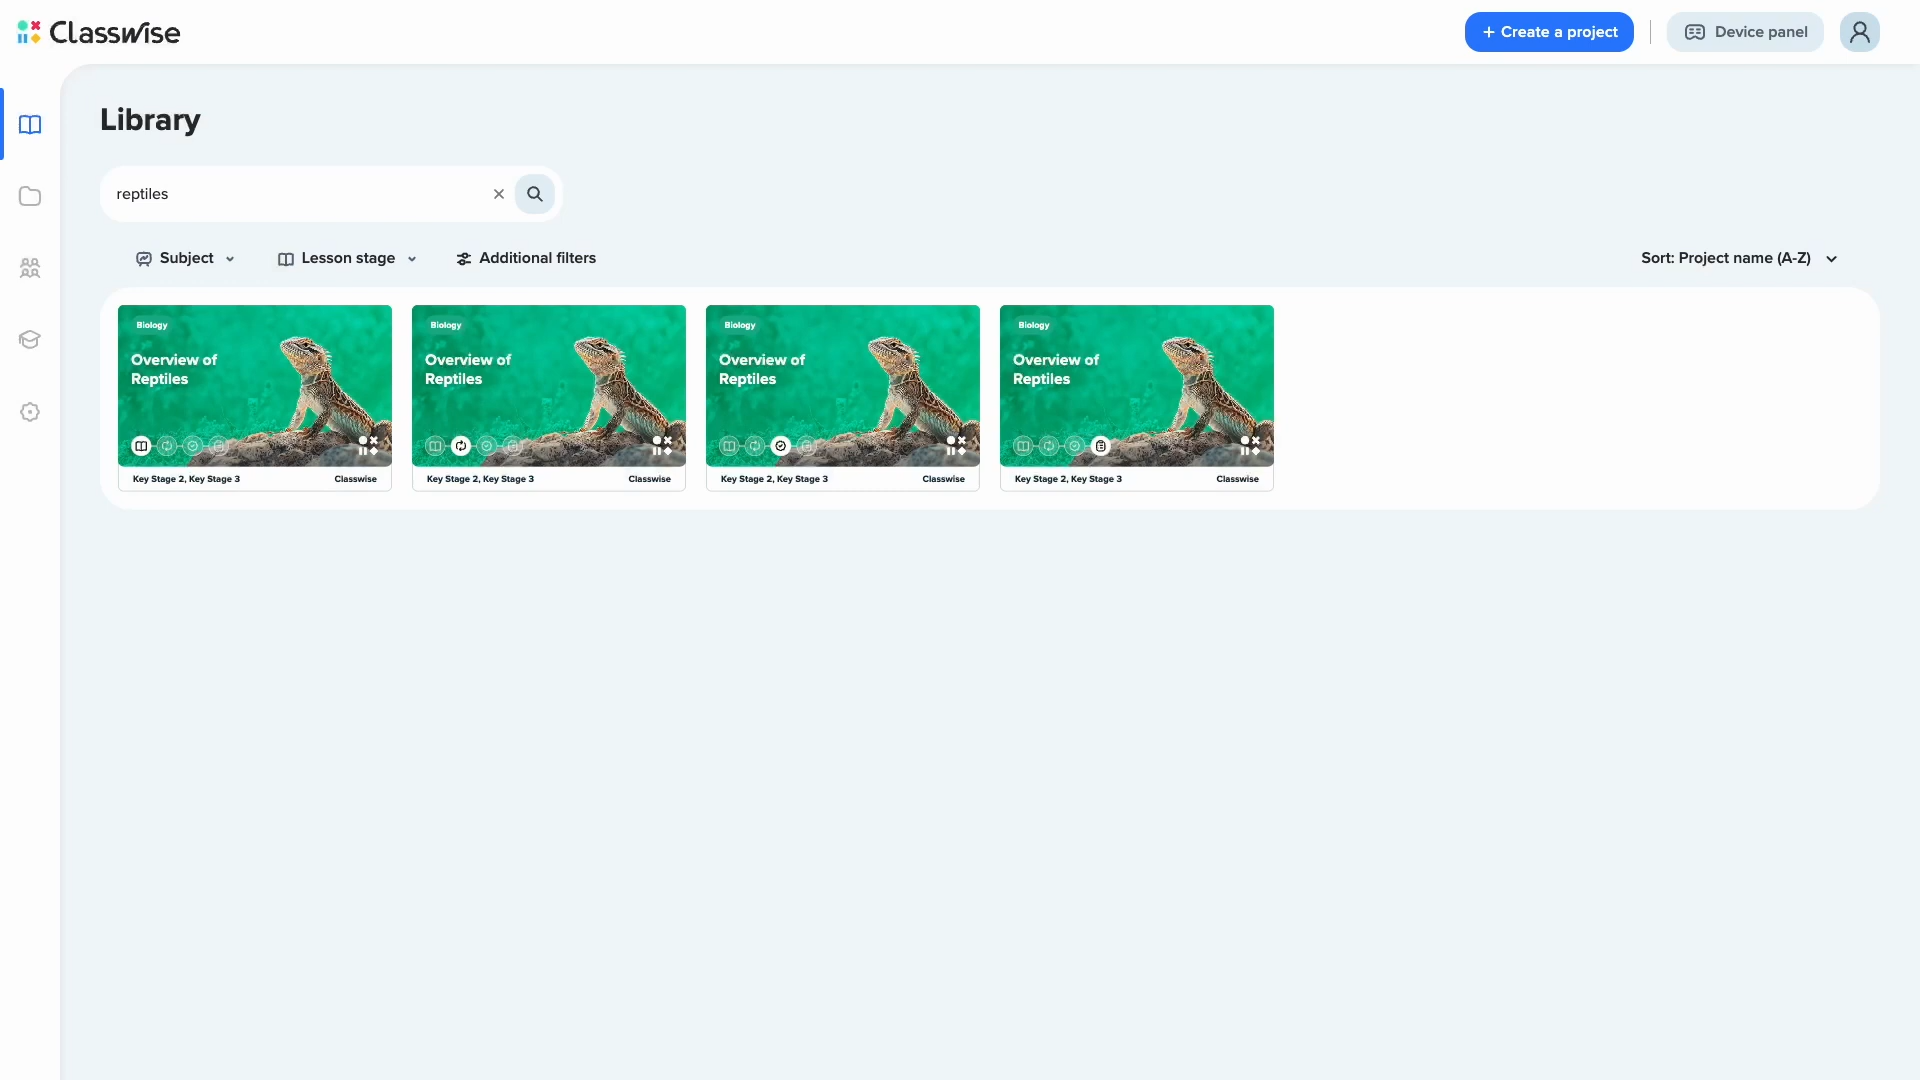 Classwise
+ Create a project
Device panel
Library
reptiles
Subject
Lesson stage
Additional filters
Sort: Project name (A-Z)
Biology
Overview of
Reptiles
Key Stage 2, Key Stage 3
Classwise
Biology
Overview of
Reptiles
Key Stage 2, Key Stage 3
Classwise
Biology
Overview of
Reptiles
Key Stage 2, Key Stage 3
Classwise
Biology
Overview of
Reptiles
Key Stage 2, Key Stage 3
Classwise